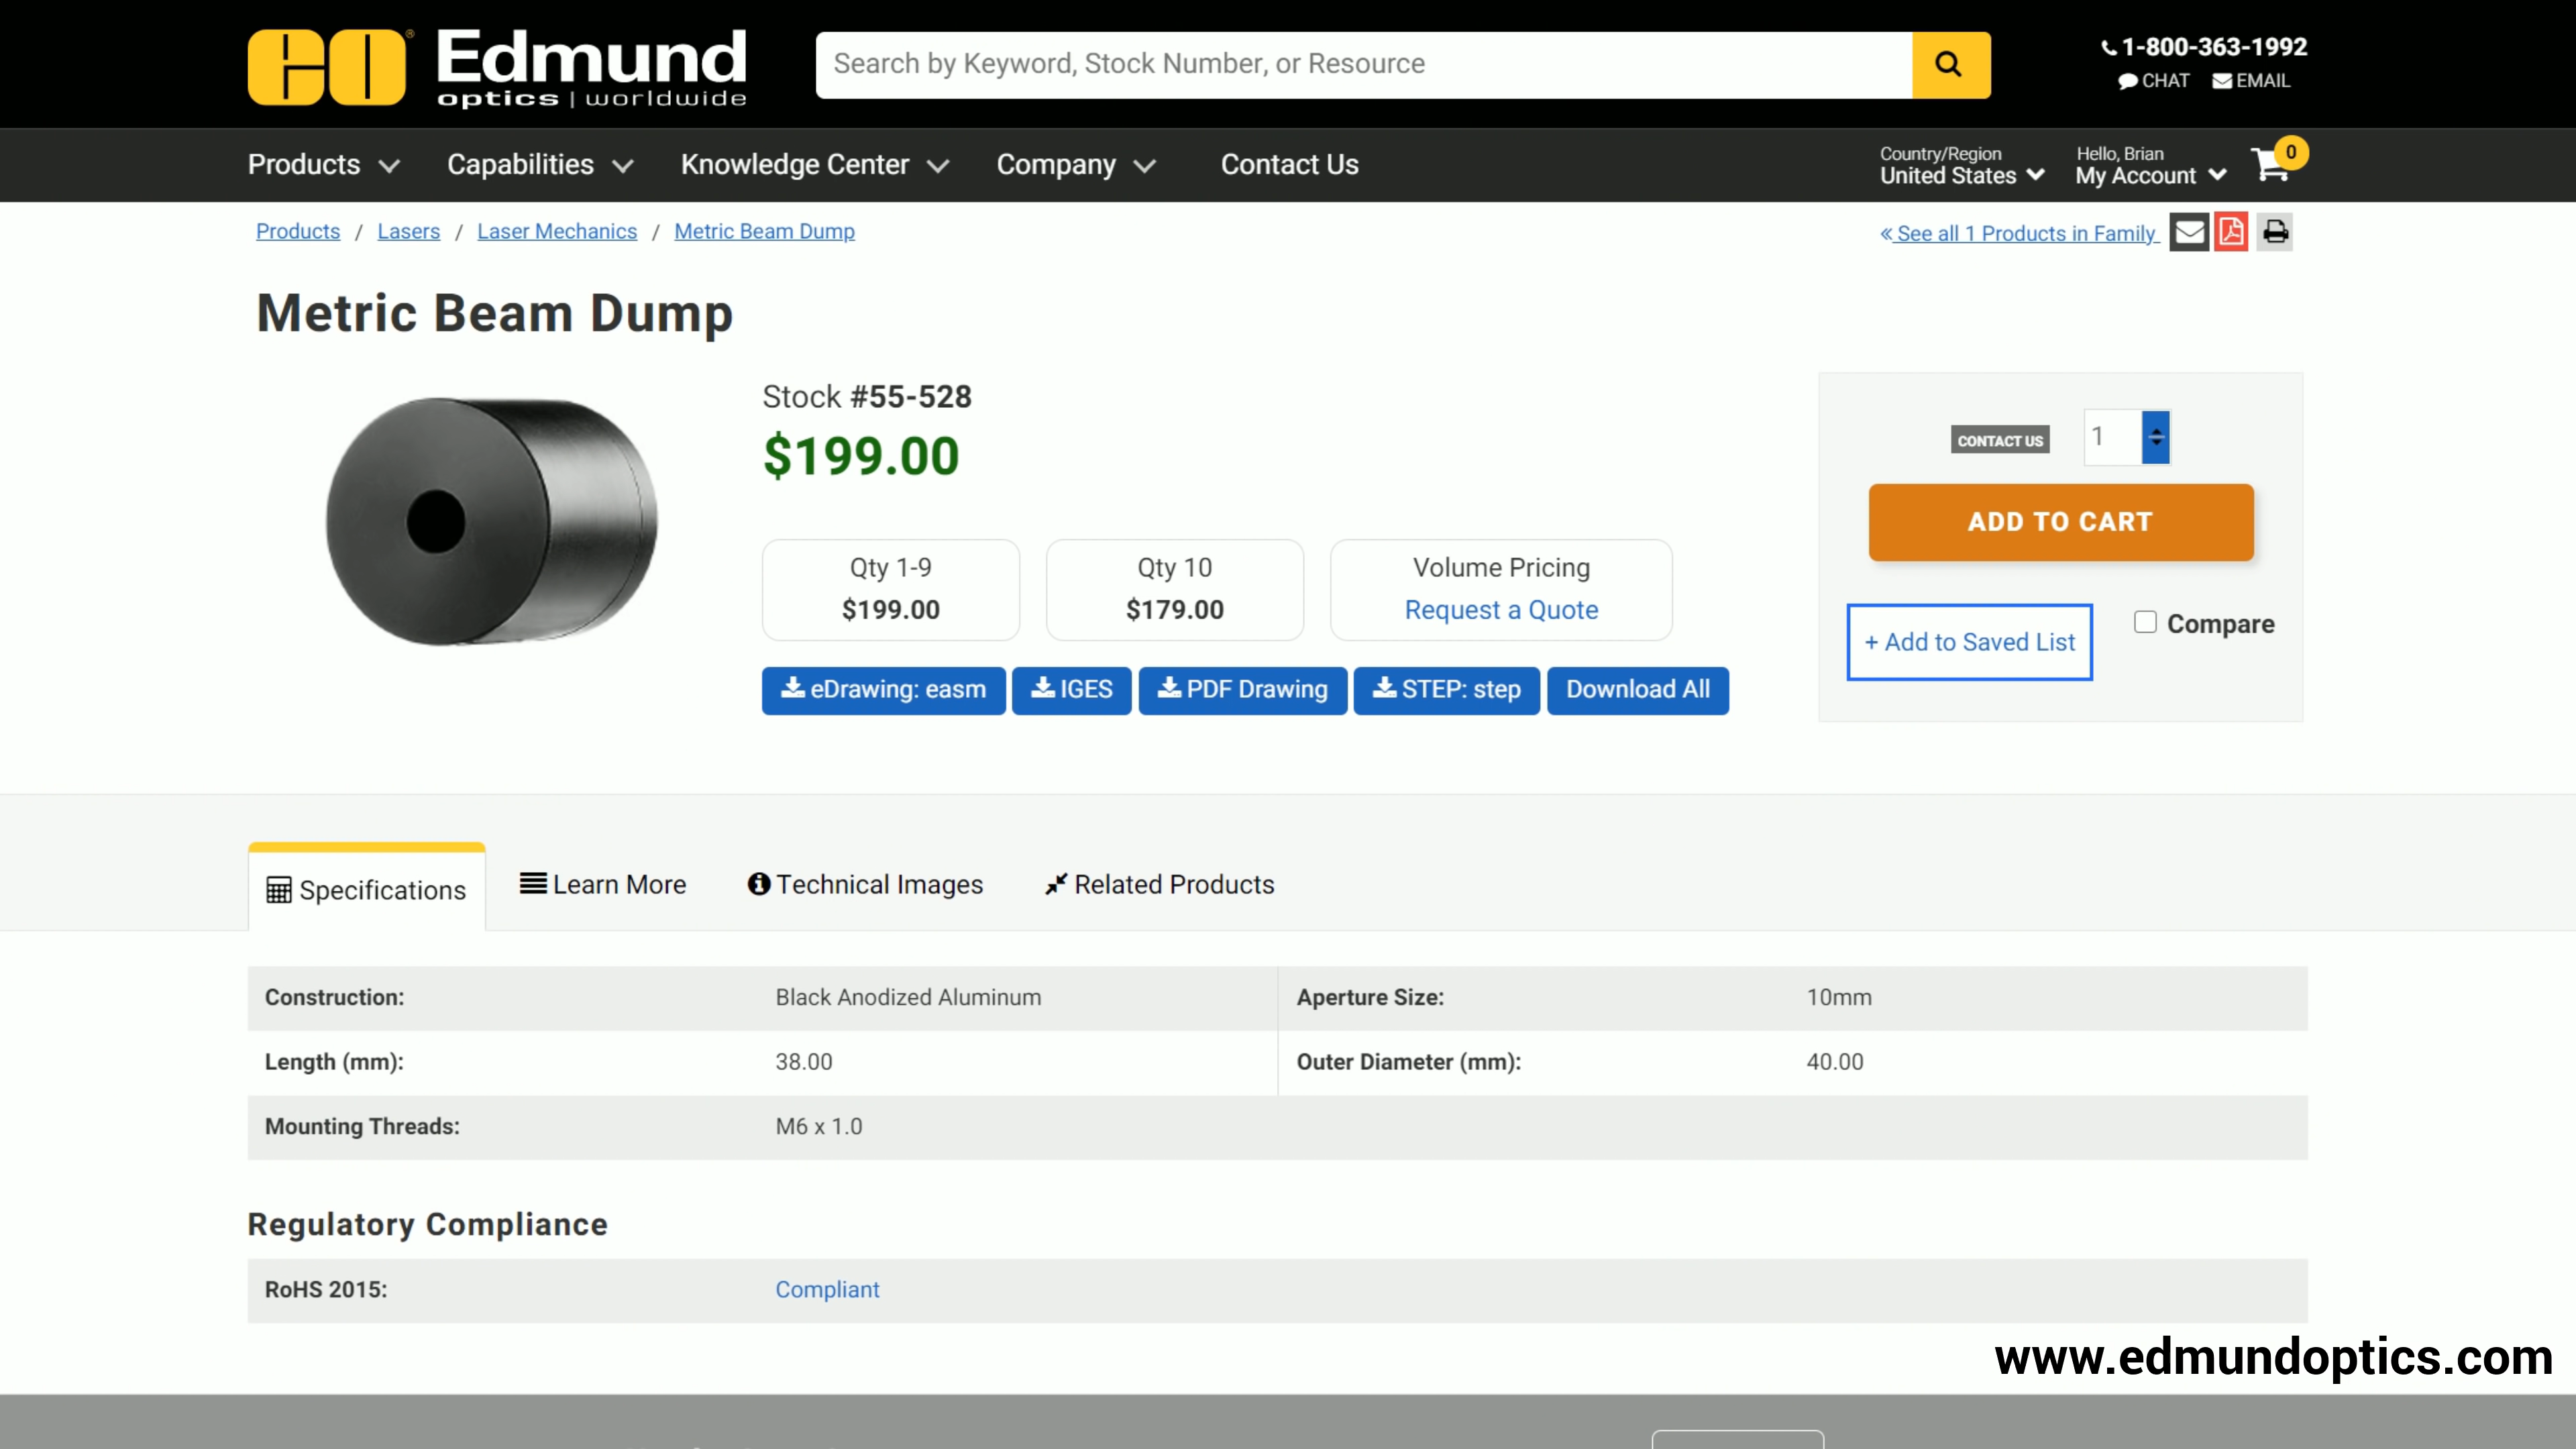 EO® Edmund
optics | worldwide
Search by Keyword, Stock Number, or Resource
1-800-363-1992
CHAT EMAIL
Products Capabilities Knowledge Center Company Contact Us
Country/Region
United States
Hello, Brian
My Account
0
Products / Lasers / Laser Mechanics / Metric Beam Dump
« See all 1 Products in Family
Metric Beam Dump
Stock #55-528
$199.00
CONTACT US
1
ADD TO CART
Qty 1-9
$199.00
Qty 10
$179.00
Volume Pricing
Request a Quote
+ Add to Saved List
Compare
eDrawing: easm IGES PDF Drawing STEP: step Download All
Specifications Learn More Technical Images Related Products
Construction: Black Anodized Aluminum Aperture Size: 10mm
Length (mm): 38.00 Outer Diameter (mm): 40.00
Mounting Threads: M6 x 1.0
Regulatory Compliance
RoHS 2015: Compliant
www.edmundoptics.com